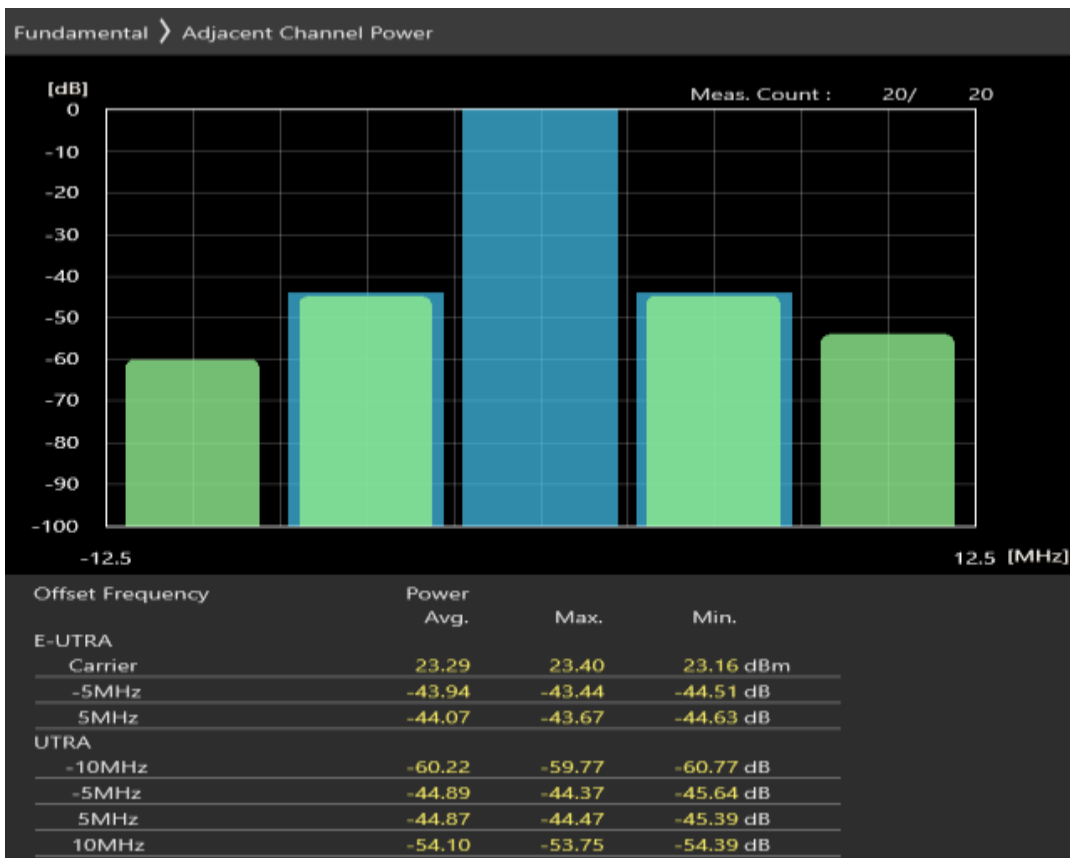 Fundamental 〉 Adjacent Channel Power
[dB]
Meas. Count : 20/ 20
0
-10
-20
-30
-40
-50
-60
-70
-80
-90
-100
-12.5 12.5 [MHz]
Offset Frequency Power
Avg. Max. Min.
E-UTRA
Carrier 23.29 23.40 23.16 dBm
-5MHz -43.94 -43.44 -44.51 dB
5MHz -44.07 -43.67 -44.63 dB
UTRA
-10MHz -60.22 -59.77 -60.77 dB
-5MHz -44.89 -44.37 -45.64 dB
5MHz -44.87 -44.47 -45.39 dB
10MHz -54.10 -53.75 -54.39 dB